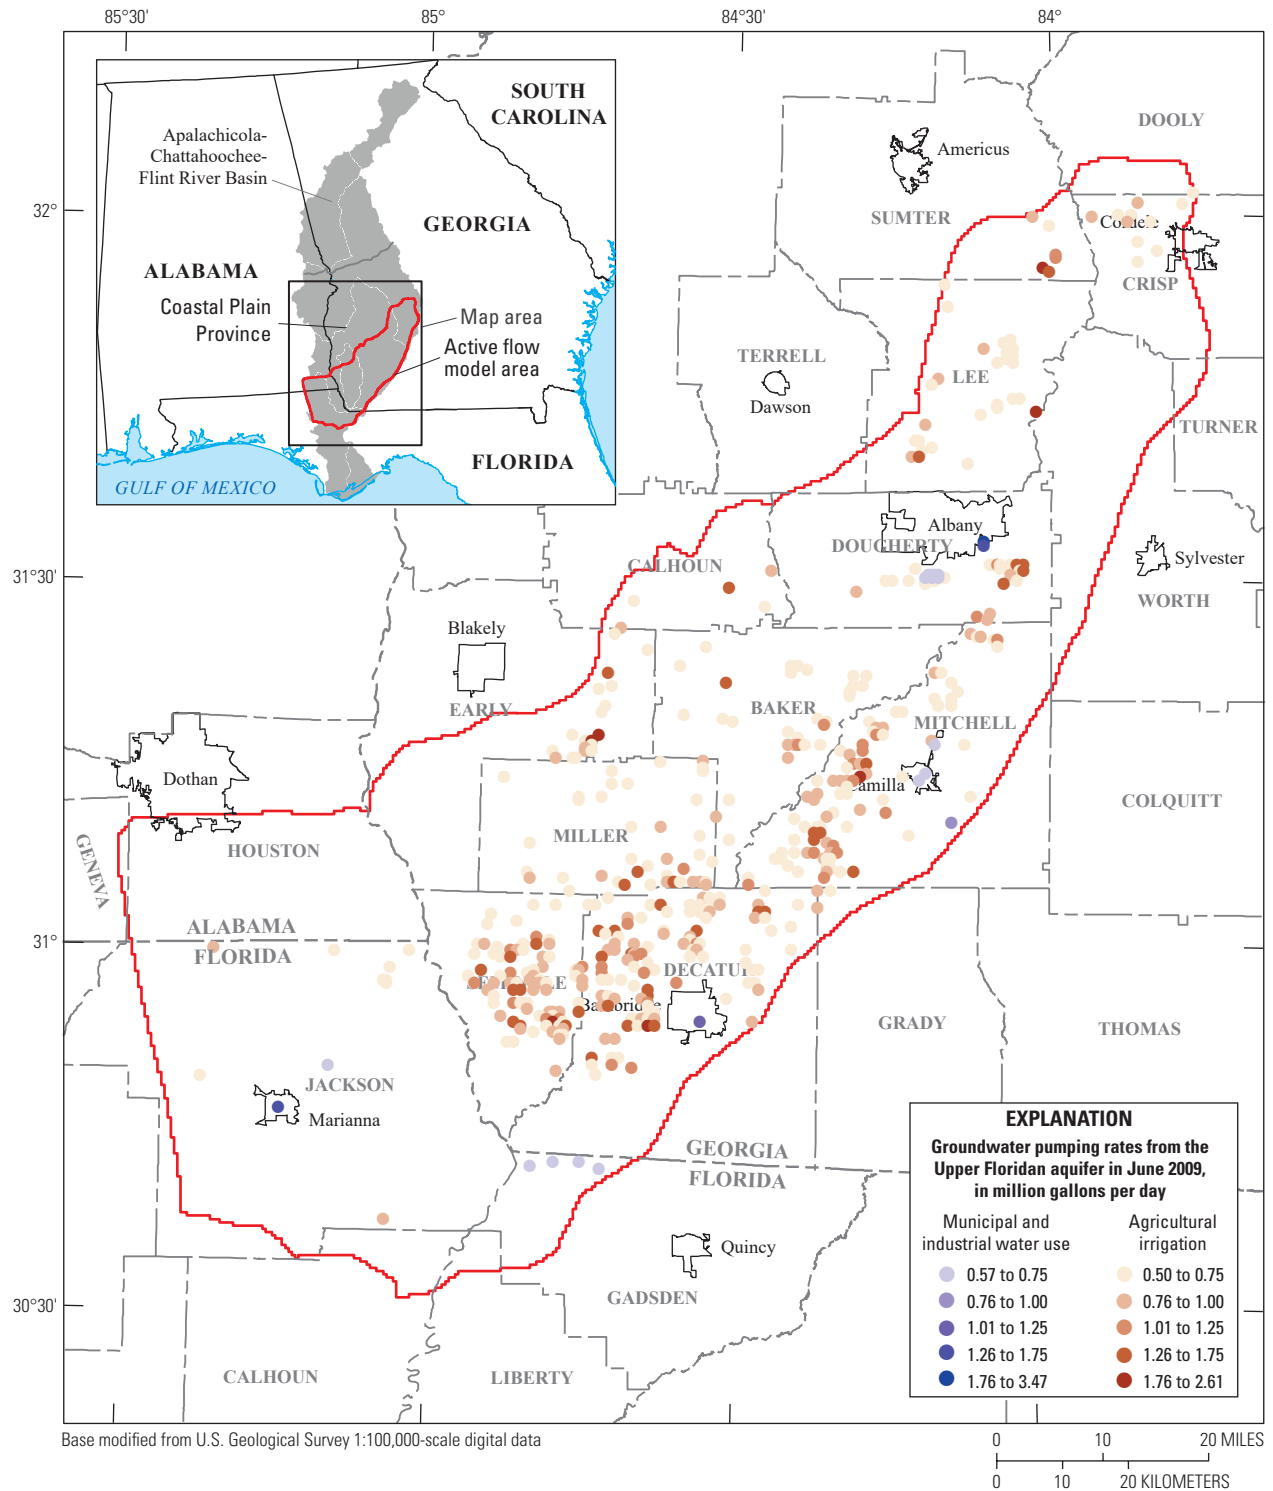 85°30'
85°
84°30'
84°
32°
31°30'
31°
30°30'
SOUTH
CAROLINA
Apalachicola-
Chattahoochee-
Flint River Basin
GEORGIA
ALABAMA
Coastal Plain
Province
Map area
Active flow
model area
FLORIDA
GULF OF MEXICO
DOOLY
Americus
SUMTER
Cordele
CRISP
TERRELL
LEE
Dawson
TURNER
Albany
DOUGHERTY
Sylvester
CALHOUN
WORTH
Blakely
EARLY
BAKER
MITCHELL
Dothan
Camilla
COLQUITT
MILLER
HOUSTON
GENEVA
ALABAMA
FLORIDA
DECATUR
SEMINOLE
Bainbridge
GRADY
THOMAS
JACKSON
Marianna
GEORGIA
FLORIDA
Quincy
GADSDEN
CALHOUN
LIBERTY
EXPLANATION
Groundwater pumping rates from the
Upper Floridan aquifer in June 2009,
in million gallons per day
Municipal and
industrial water use
0.57 to 0.75
0.76 to 1.00
1.01 to 1.25
1.26 to 1.75
1.76 to 3.47
Agricultural
irrigation
0.50 to 0.75
0.76 to 1.00
1.01 to 1.25
1.26 to 1.75
1.76 to 2.61
Base modified from U.S. Geological Survey 1:100,000-scale digital data
0 10 20 MILES
0 10 20 KILOMETERS